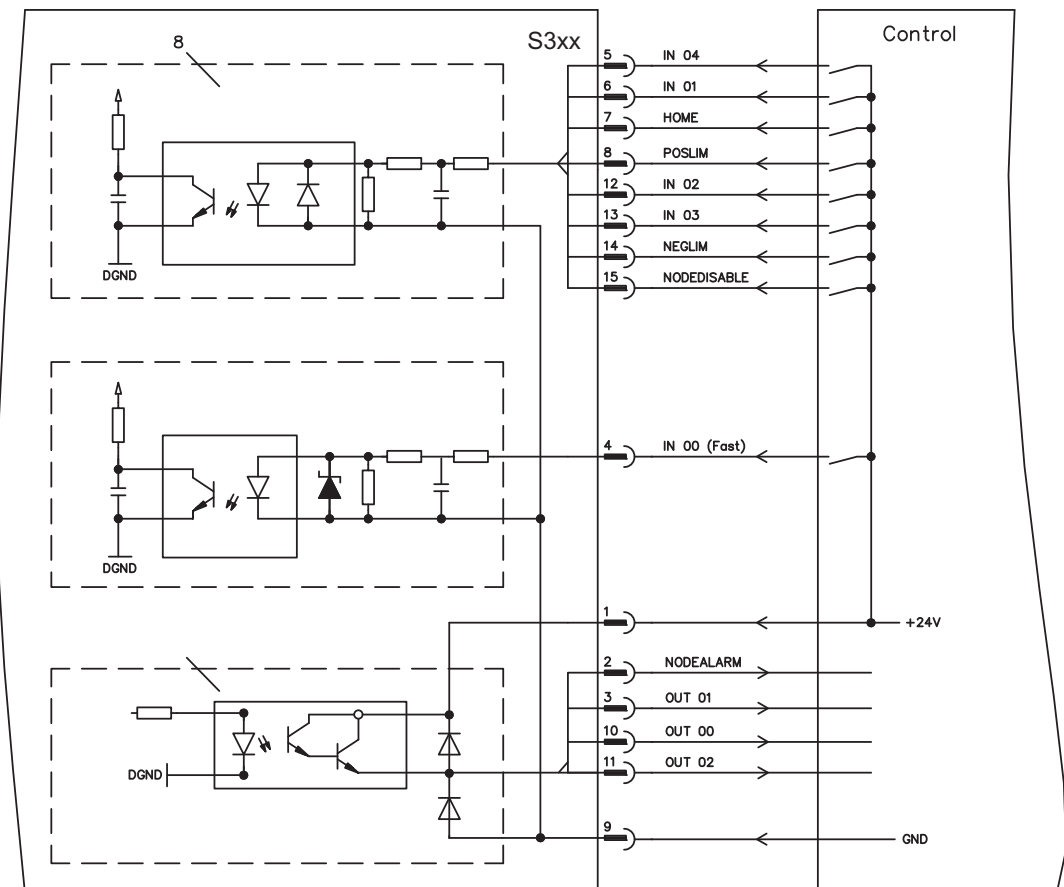 8
S3xx
Control
5 IN 04
6 IN 01
7 HOME
8 POSLIM
12 IN 02
13 IN 03
14 NEGLIM
15 NODEDISABLE
DGND
4 IN 00 (Fast)
DGND
1 +24V
2 NODEALARM
3 OUT 01
10 OUT 00
11 OUT 02
DGND
9 GND